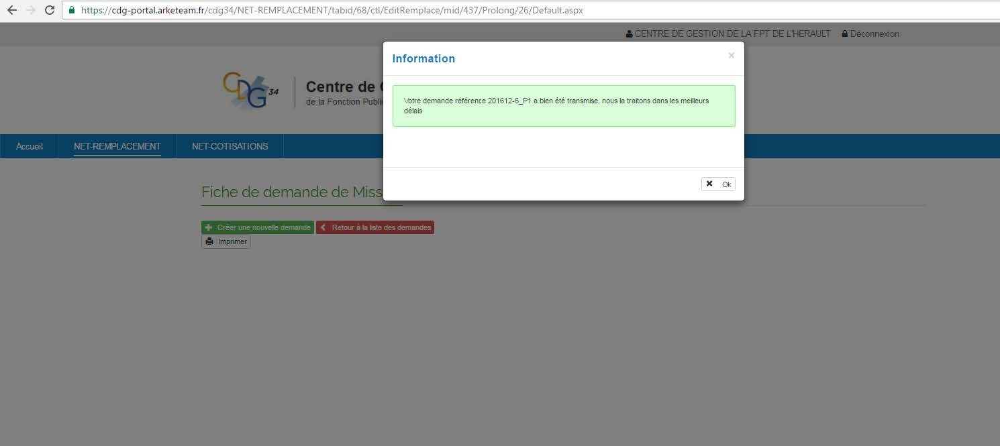 https://cdg-portal.arketeam.fr/cdg34/NET-REMPLACEMENT/tabid/68/ctl/EditRemplace/mid/437/Prolong/26/Default.aspx
CENTRE DE GESTION DE LA FPT DE L'HERAULT Déconnexion
Information ×
CDG 34
Centre de
de la Fonction Publi
Votre demande référence 201612-6_P1 a bien été transmise, nous la traitons dans les meilleurs
délais
Accueil NET-REMPLACEMENT NET-COTISATIONS
Ok
Fiche de demande de Miss
Créer une nouvelle demande Retour à la liste des demandes
Imprimer